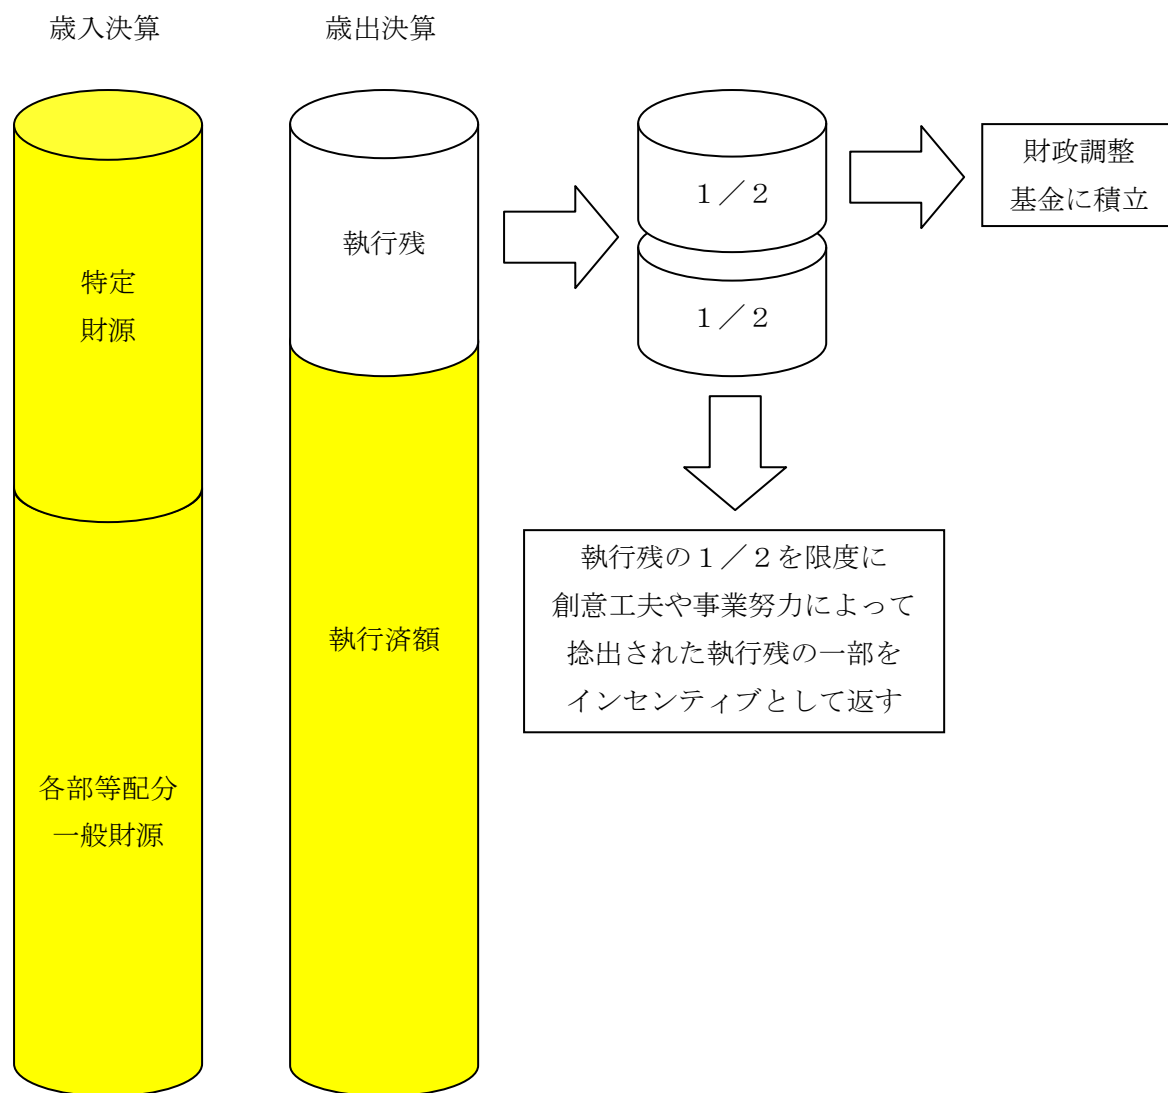 歳入決算
歳出決算
特定
財源
各部等配分
一般財源
執行残
執行済額
１／２
１／２
財政調整
基金に積立
執行残の１／２を限度に
創意工夫や事業努力によって
捻出された執行残の一部を
インセンティブとして返す